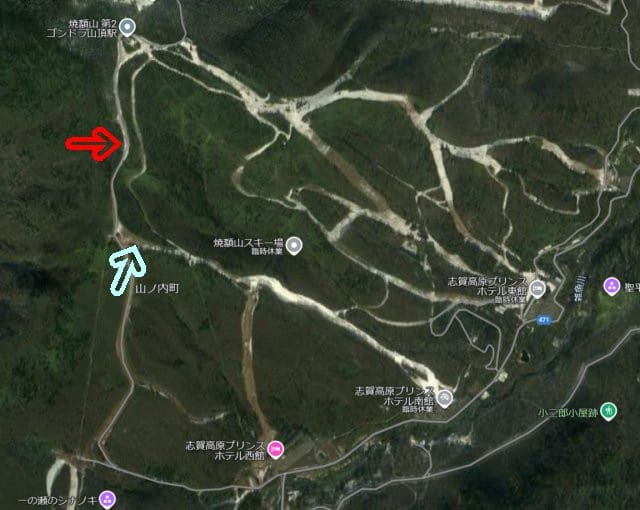 焼額山 第2
ゴンドラ山頂駅
焼額山スキー場
臨時休業
山ノ内町
志賀高原プリンス
ホテル東館
臨時休業
雑魚川
聖平
471
志賀高原プリンス
ホテル南館
臨時休業
小三郎小屋跡
志賀高原プリンス
ホテル西館
一の瀬のシナノキ